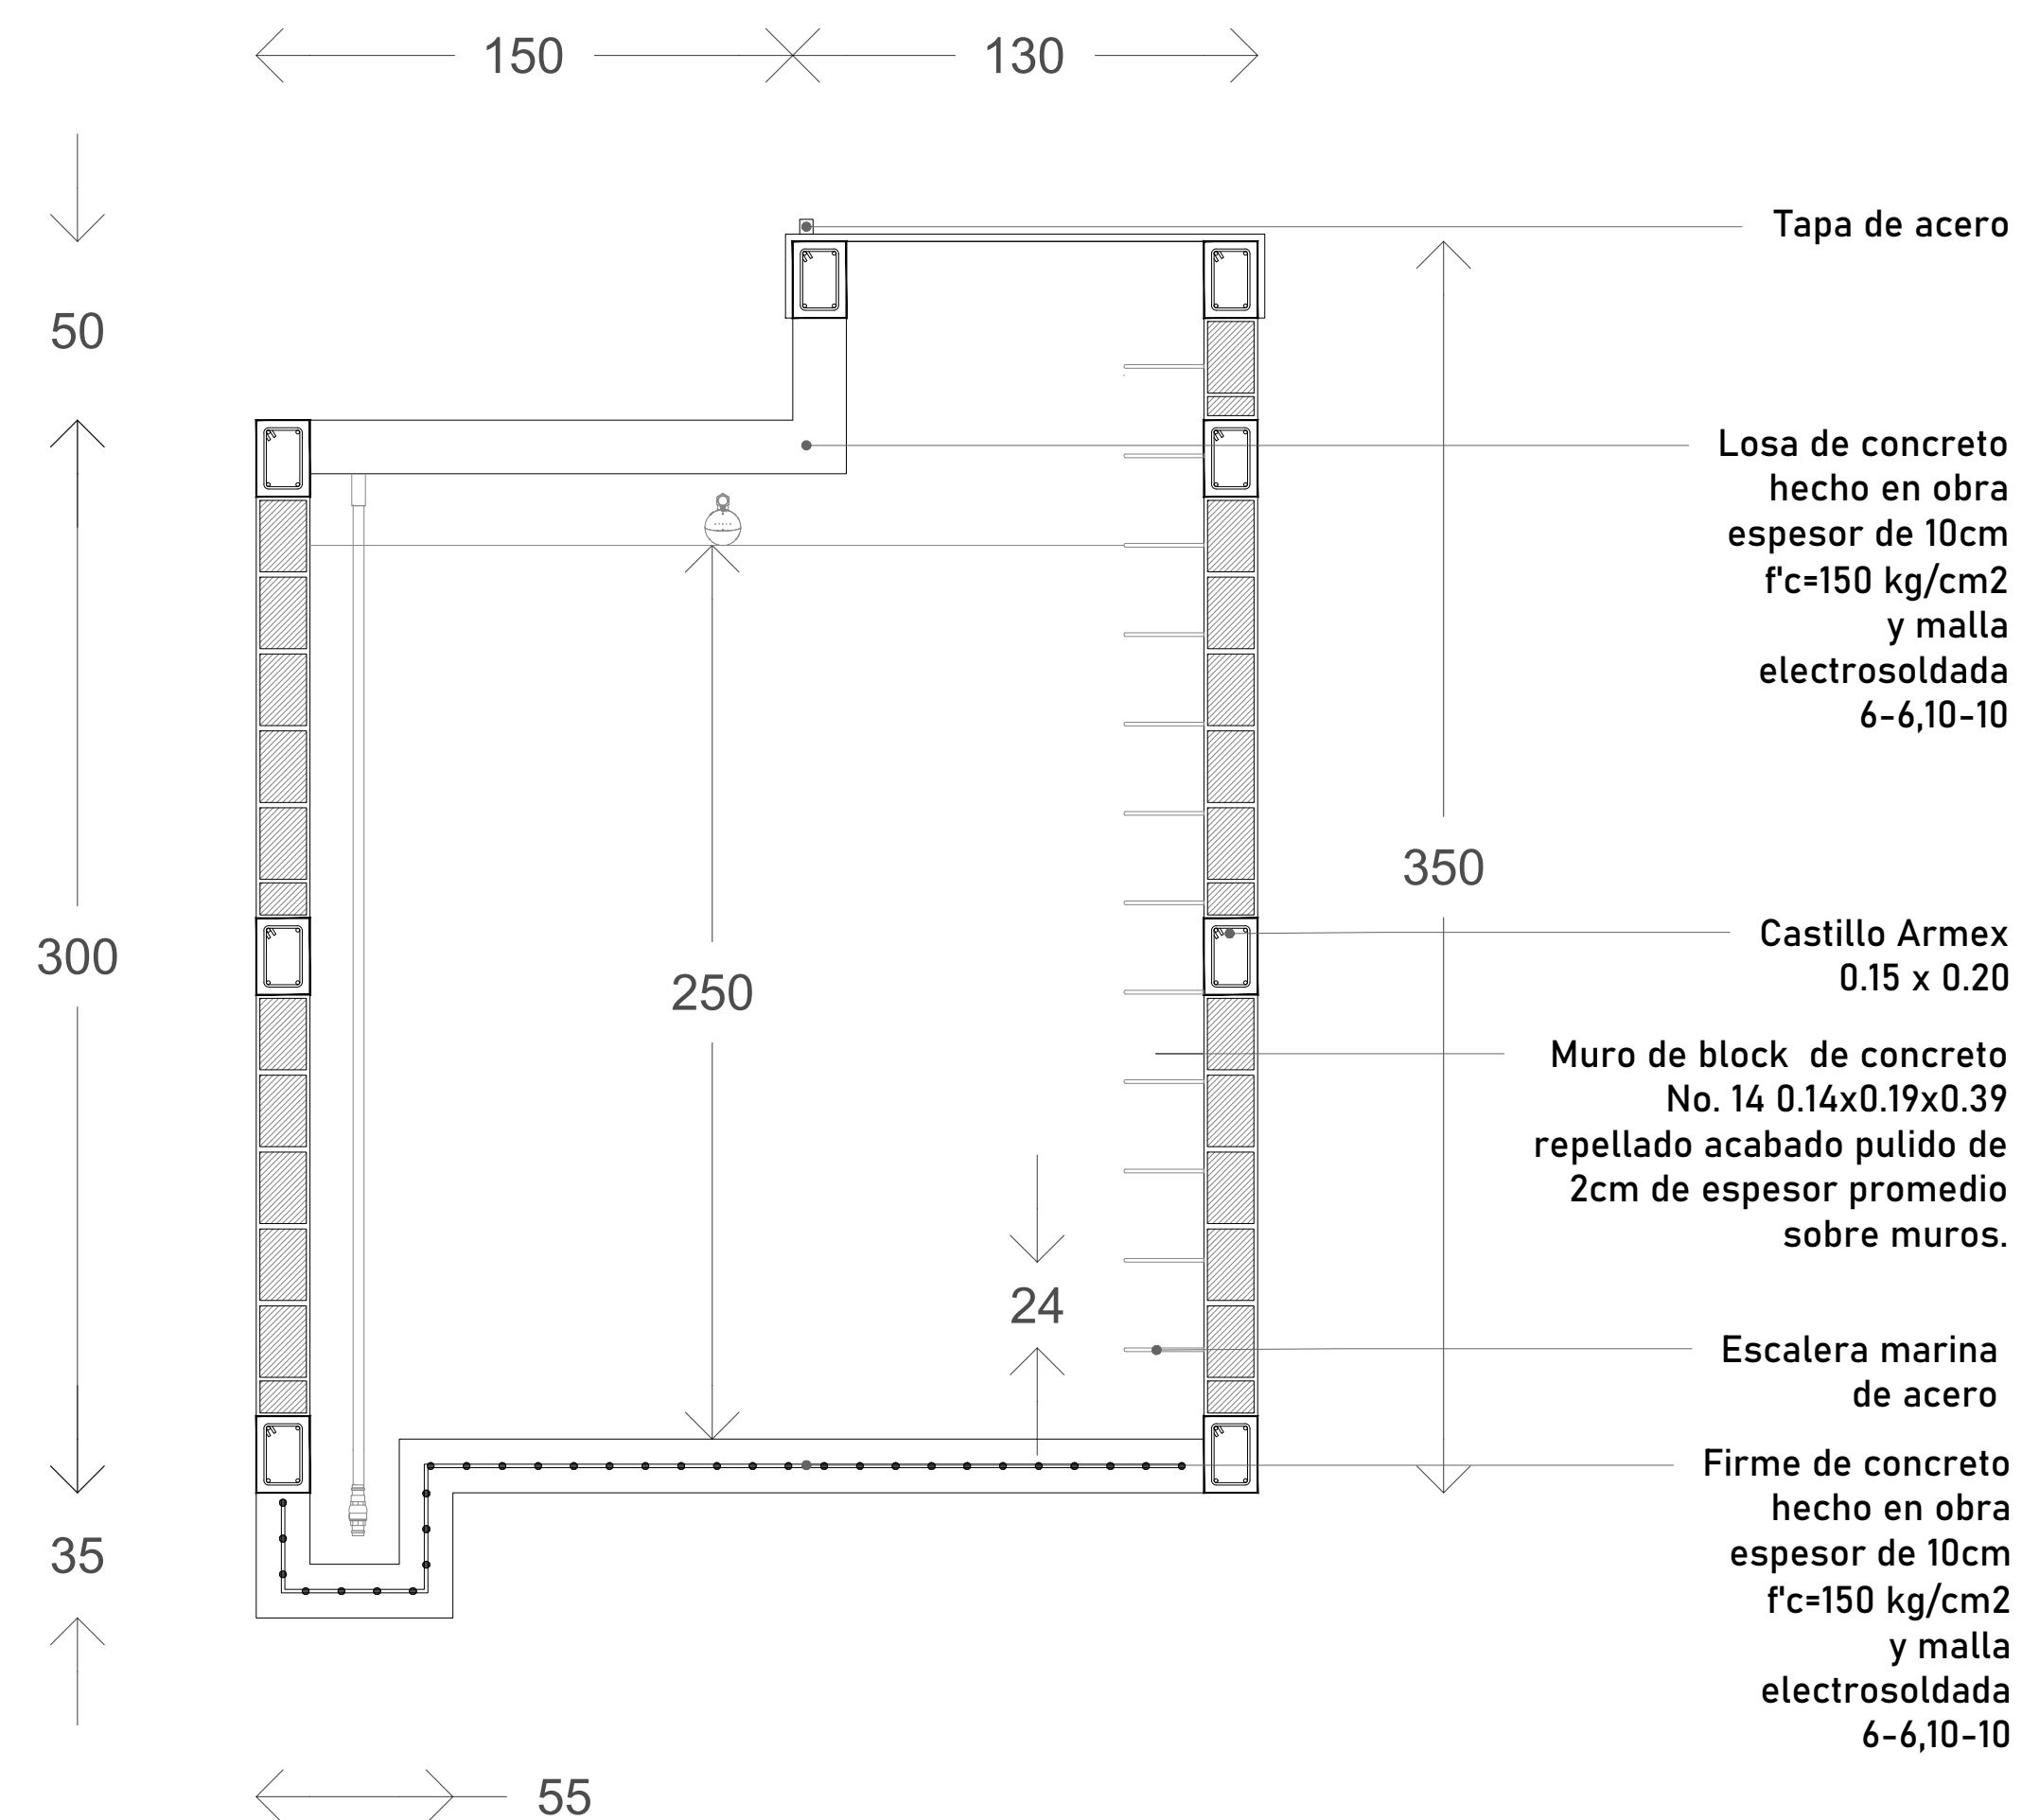 150
130
Tapa de acero
50
Losa de concreto
hecho en obra
espesor de 10cm
f'c=150 kg/cm2
y malla
electrosoldada
6-6,10-10
350
300
250
Castillo Armex
0.15 x 0.20
Muro de block de concreto
No. 14 0.14x0.19x0.39
repellado acabado pulido de
2cm de espesor promedio
sobre muros.
24
Escalera marina
de acero
Firme de concreto
hecho en obra
espesor de 10cm
f'c=150 kg/cm2
y malla
electrosoldada
6-6,10-10
35
55